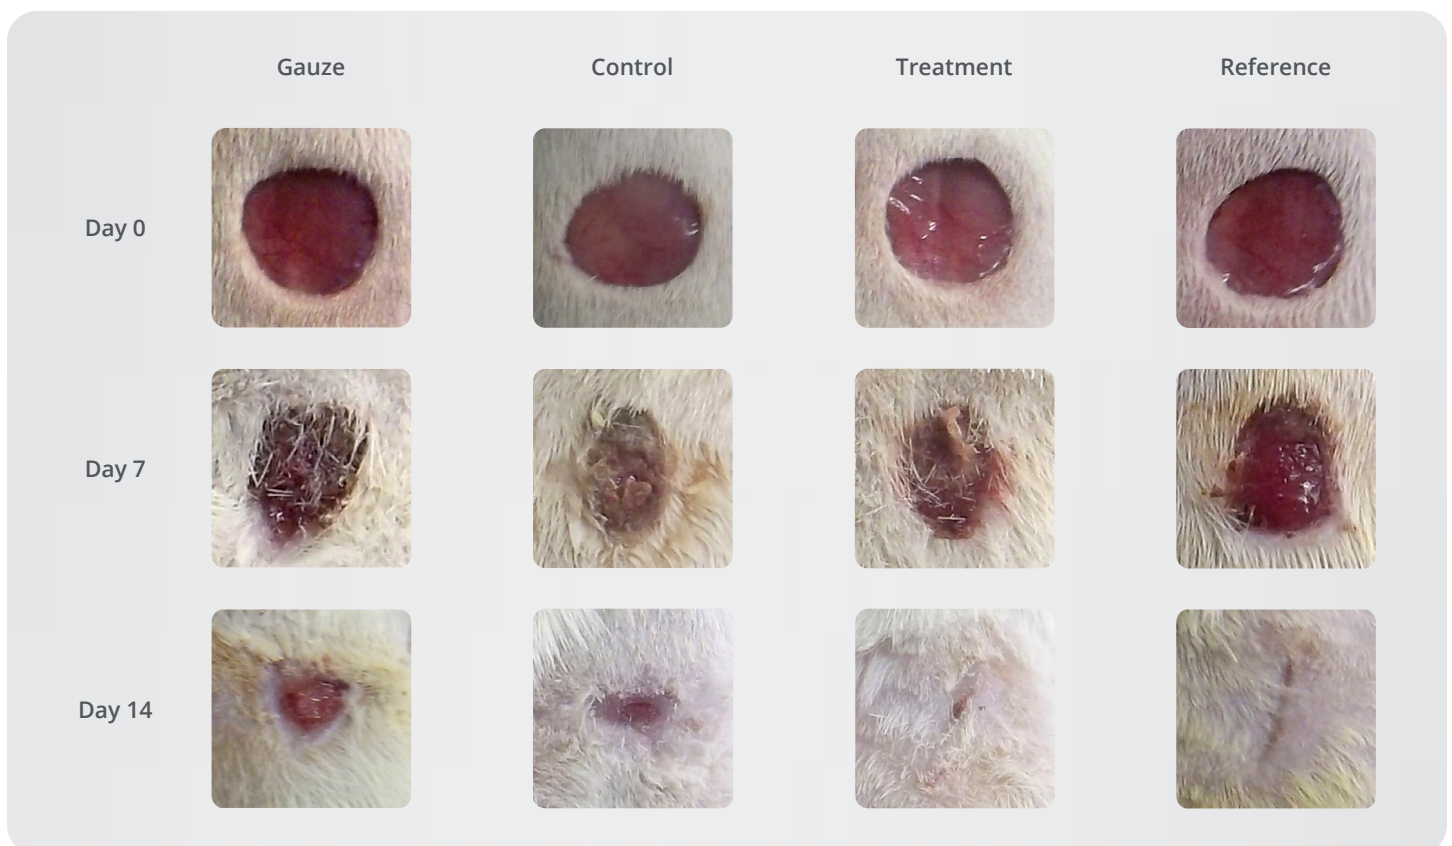 Gauze
Control
Treatment
Reference
Day 0
Day 7
Day 14